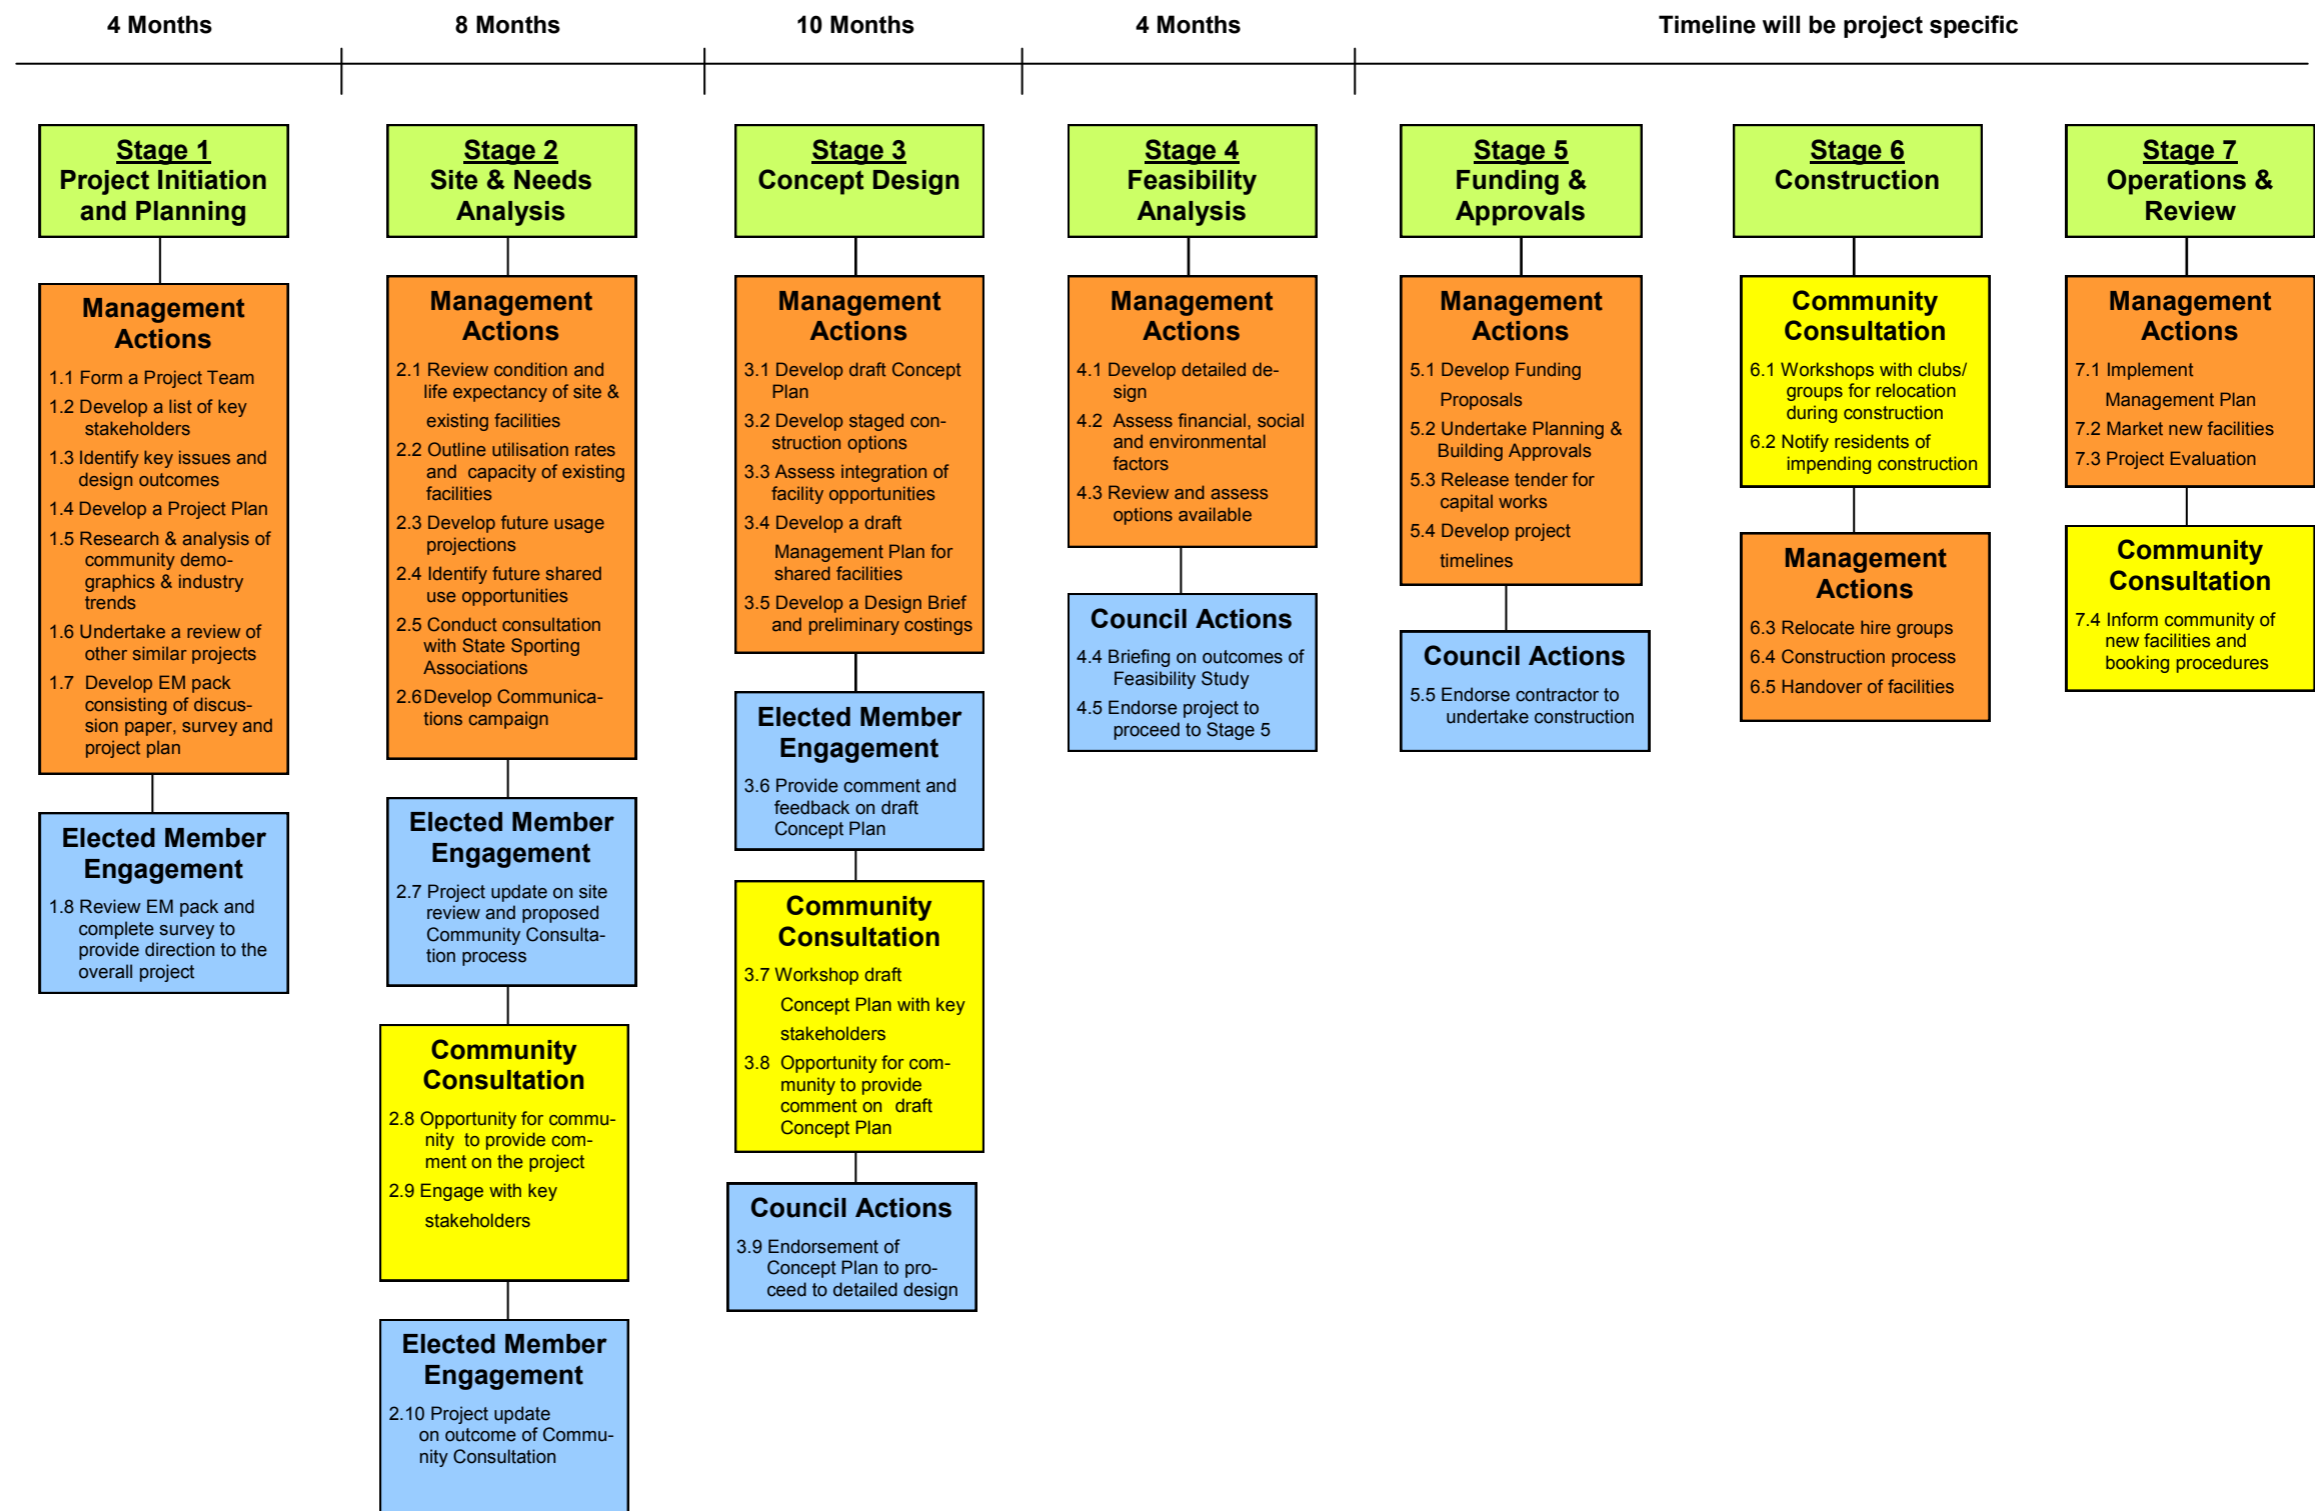 4 Months
8 Months
10 Months
4 Months
Timeline will be project specific
Stage 1
Project Initiation
and Planning
Management
Actions
1.1 Form a Project Team
1.2 Develop a list of key
stakeholders
1.3 Identify key issues and
design outcomes
1.4 Develop a Project Plan
1.5 Research & analysis of
community demo-
graphics & industry
trends
1.6 Undertake a review of
other similar projects
1.7 Develop EM pack
consisting of discus-
sion paper, survey and
project plan
Elected Member
Engagement
1.8 Review EM pack and
complete survey to
provide direction to the
overall project
Stage 2
Site & Needs
Analysis
Management
Actions
2.1 Review condition and
life expectancy of site &
existing facilities
2.2 Outline utilisation rates
and capacity of existing
facilities
2.3 Develop future usage
projections
2.4 Identify future shared
use opportunities
2.5 Conduct consultation
with State Sporting
Associations
2.6 Develop Communica-
tions campaign
Elected Member
Engagement
2.7 Project update on site
review and proposed
Community Consulta-
tion process
Community
Consultation
2.8 Opportunity for commu-
nity to provide com-
ment on the project
2.9 Engage with key
stakeholders
Elected Member
Engagement
2.10 Project update
on outcome of Commu-
nity Consultation
Stage 3
Concept Design
Management
Actions
3.1 Develop draft Concept
Plan
3.2 Develop staged con-
struction options
3.3 Assess integration of
facility opportunities
3.4 Develop a draft
Management Plan for
shared facilities
3.5 Develop a Design Brief
and preliminary costings
Elected Member
Engagement
3.6 Provide comment and
feedback on draft
Concept Plan
Community
Consultation
3.7 Workshop draft
Concept Plan with key
stakeholders
3.8 Opportunity for com-
munity to provide
comment on draft
Concept Plan
Council Actions
3.9 Endorsement of
Concept Plan to pro-
ceed to detailed design
Stage 4
Feasibility
Analysis
Management
Actions
4.1 Develop detailed de-
sign
4.2 Assess financial, social
and environmental
factors
4.3 Review and assess
options available
Council Actions
4.4 Briefing on outcomes of
Feasibility Study
4.5 Endorse project to
proceed to Stage 5
Stage 5
Funding &
Approvals
Management
Actions
5.1 Develop Funding
Proposals
5.2 Undertake Planning &
Building Approvals
5.3 Release tender for
capital works
5.4 Develop project
timelines
Council Actions
5.5 Endorse contractor to
undertake construction
Stage 6
Construction
Community
Consultation
6.1 Workshops with clubs/
groups for relocation
during construction
6.2 Notify residents of
impending construction
Management
Actions
6.3 Relocate hire groups
6.4 Construction process
6.5 Handover of facilities
Stage 7
Operations &
Review
Management
Actions
7.1 Implement
Management Plan
7.2 Market new facilities
7.3 Project Evaluation
Community
Consultation
7.4 Inform community of
new facilities and
booking procedures